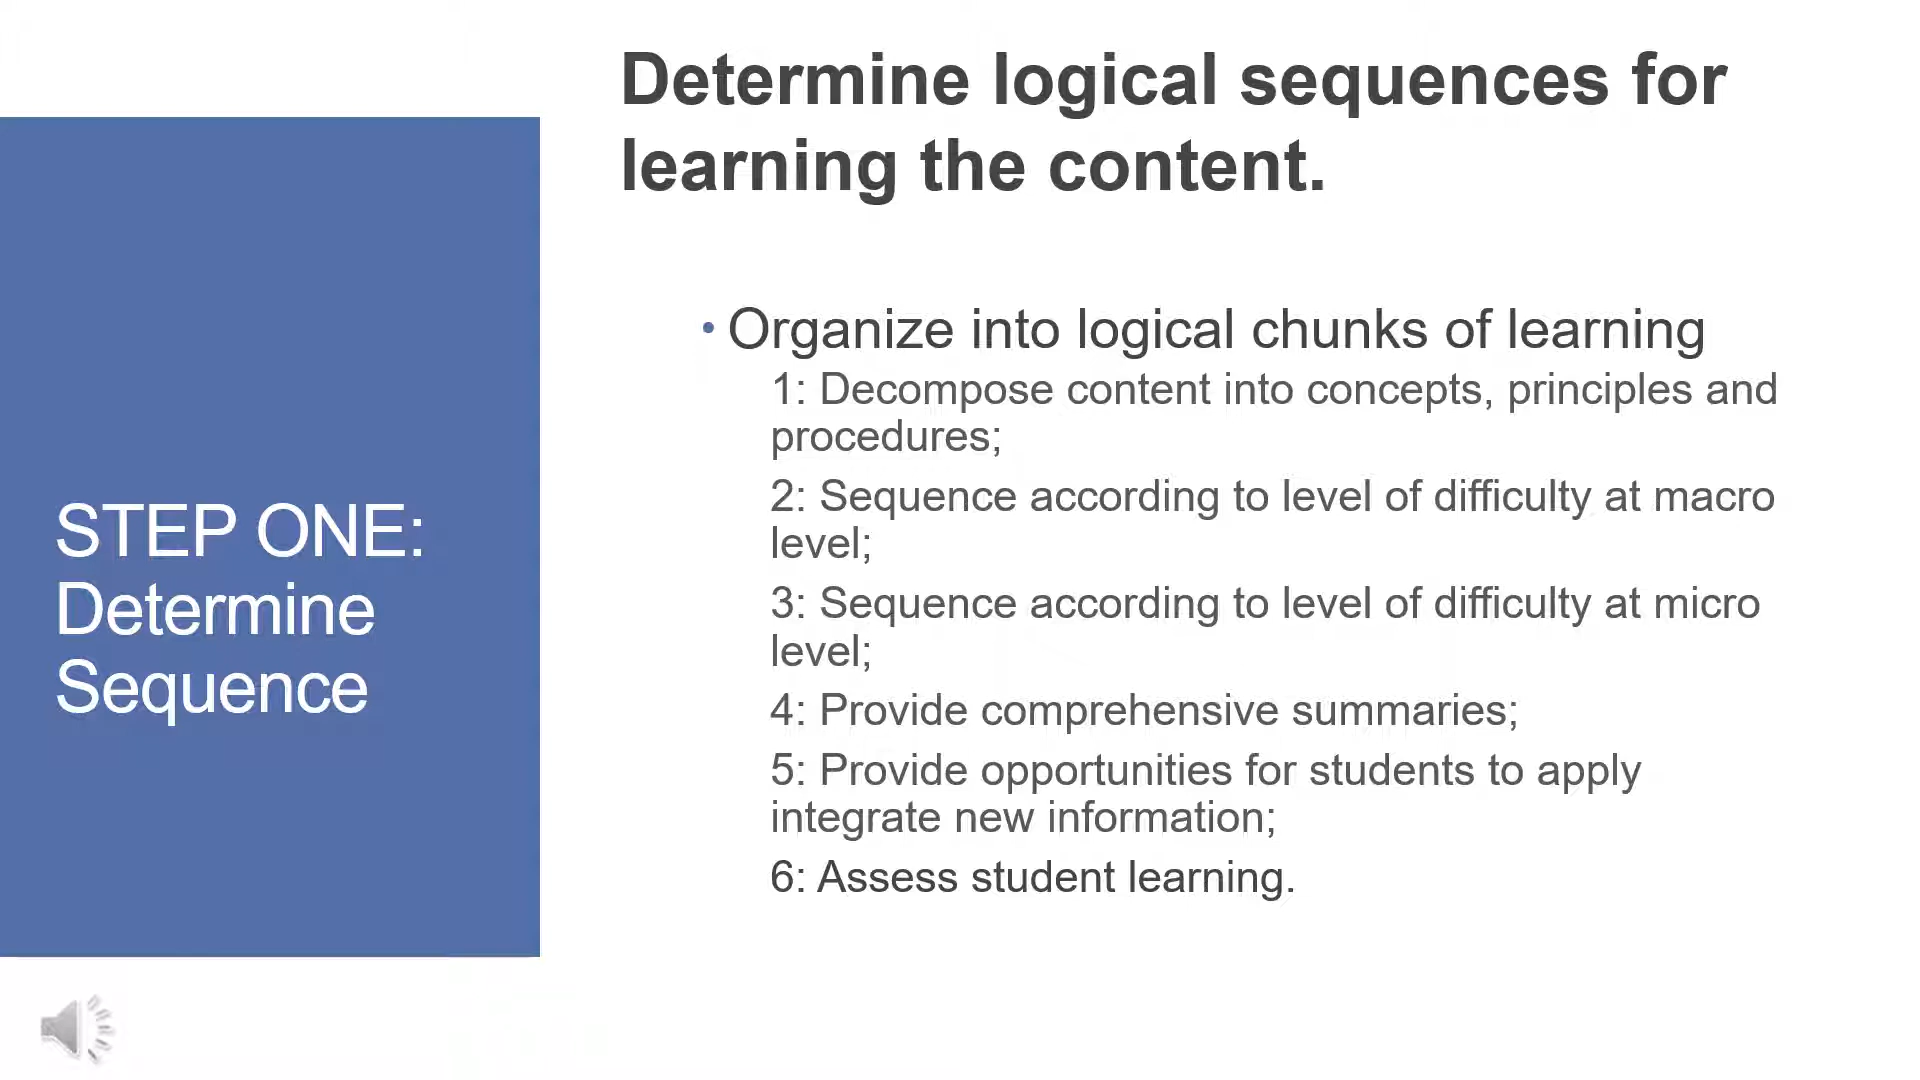 Determine logical sequences for
learning the content.
STEP ONE:
Determine
Sequence
• Organize into logical chunks of learning
1: Decompose content into concepts, principles and
procedures;
2: Sequence according to level of difficulty at macro
level;
3: Sequence according to level of difficulty at micro
level;
4: Provide comprehensive summaries;
5: Provide opportunities for students to apply
integrate new information;
6: Assess student learning.